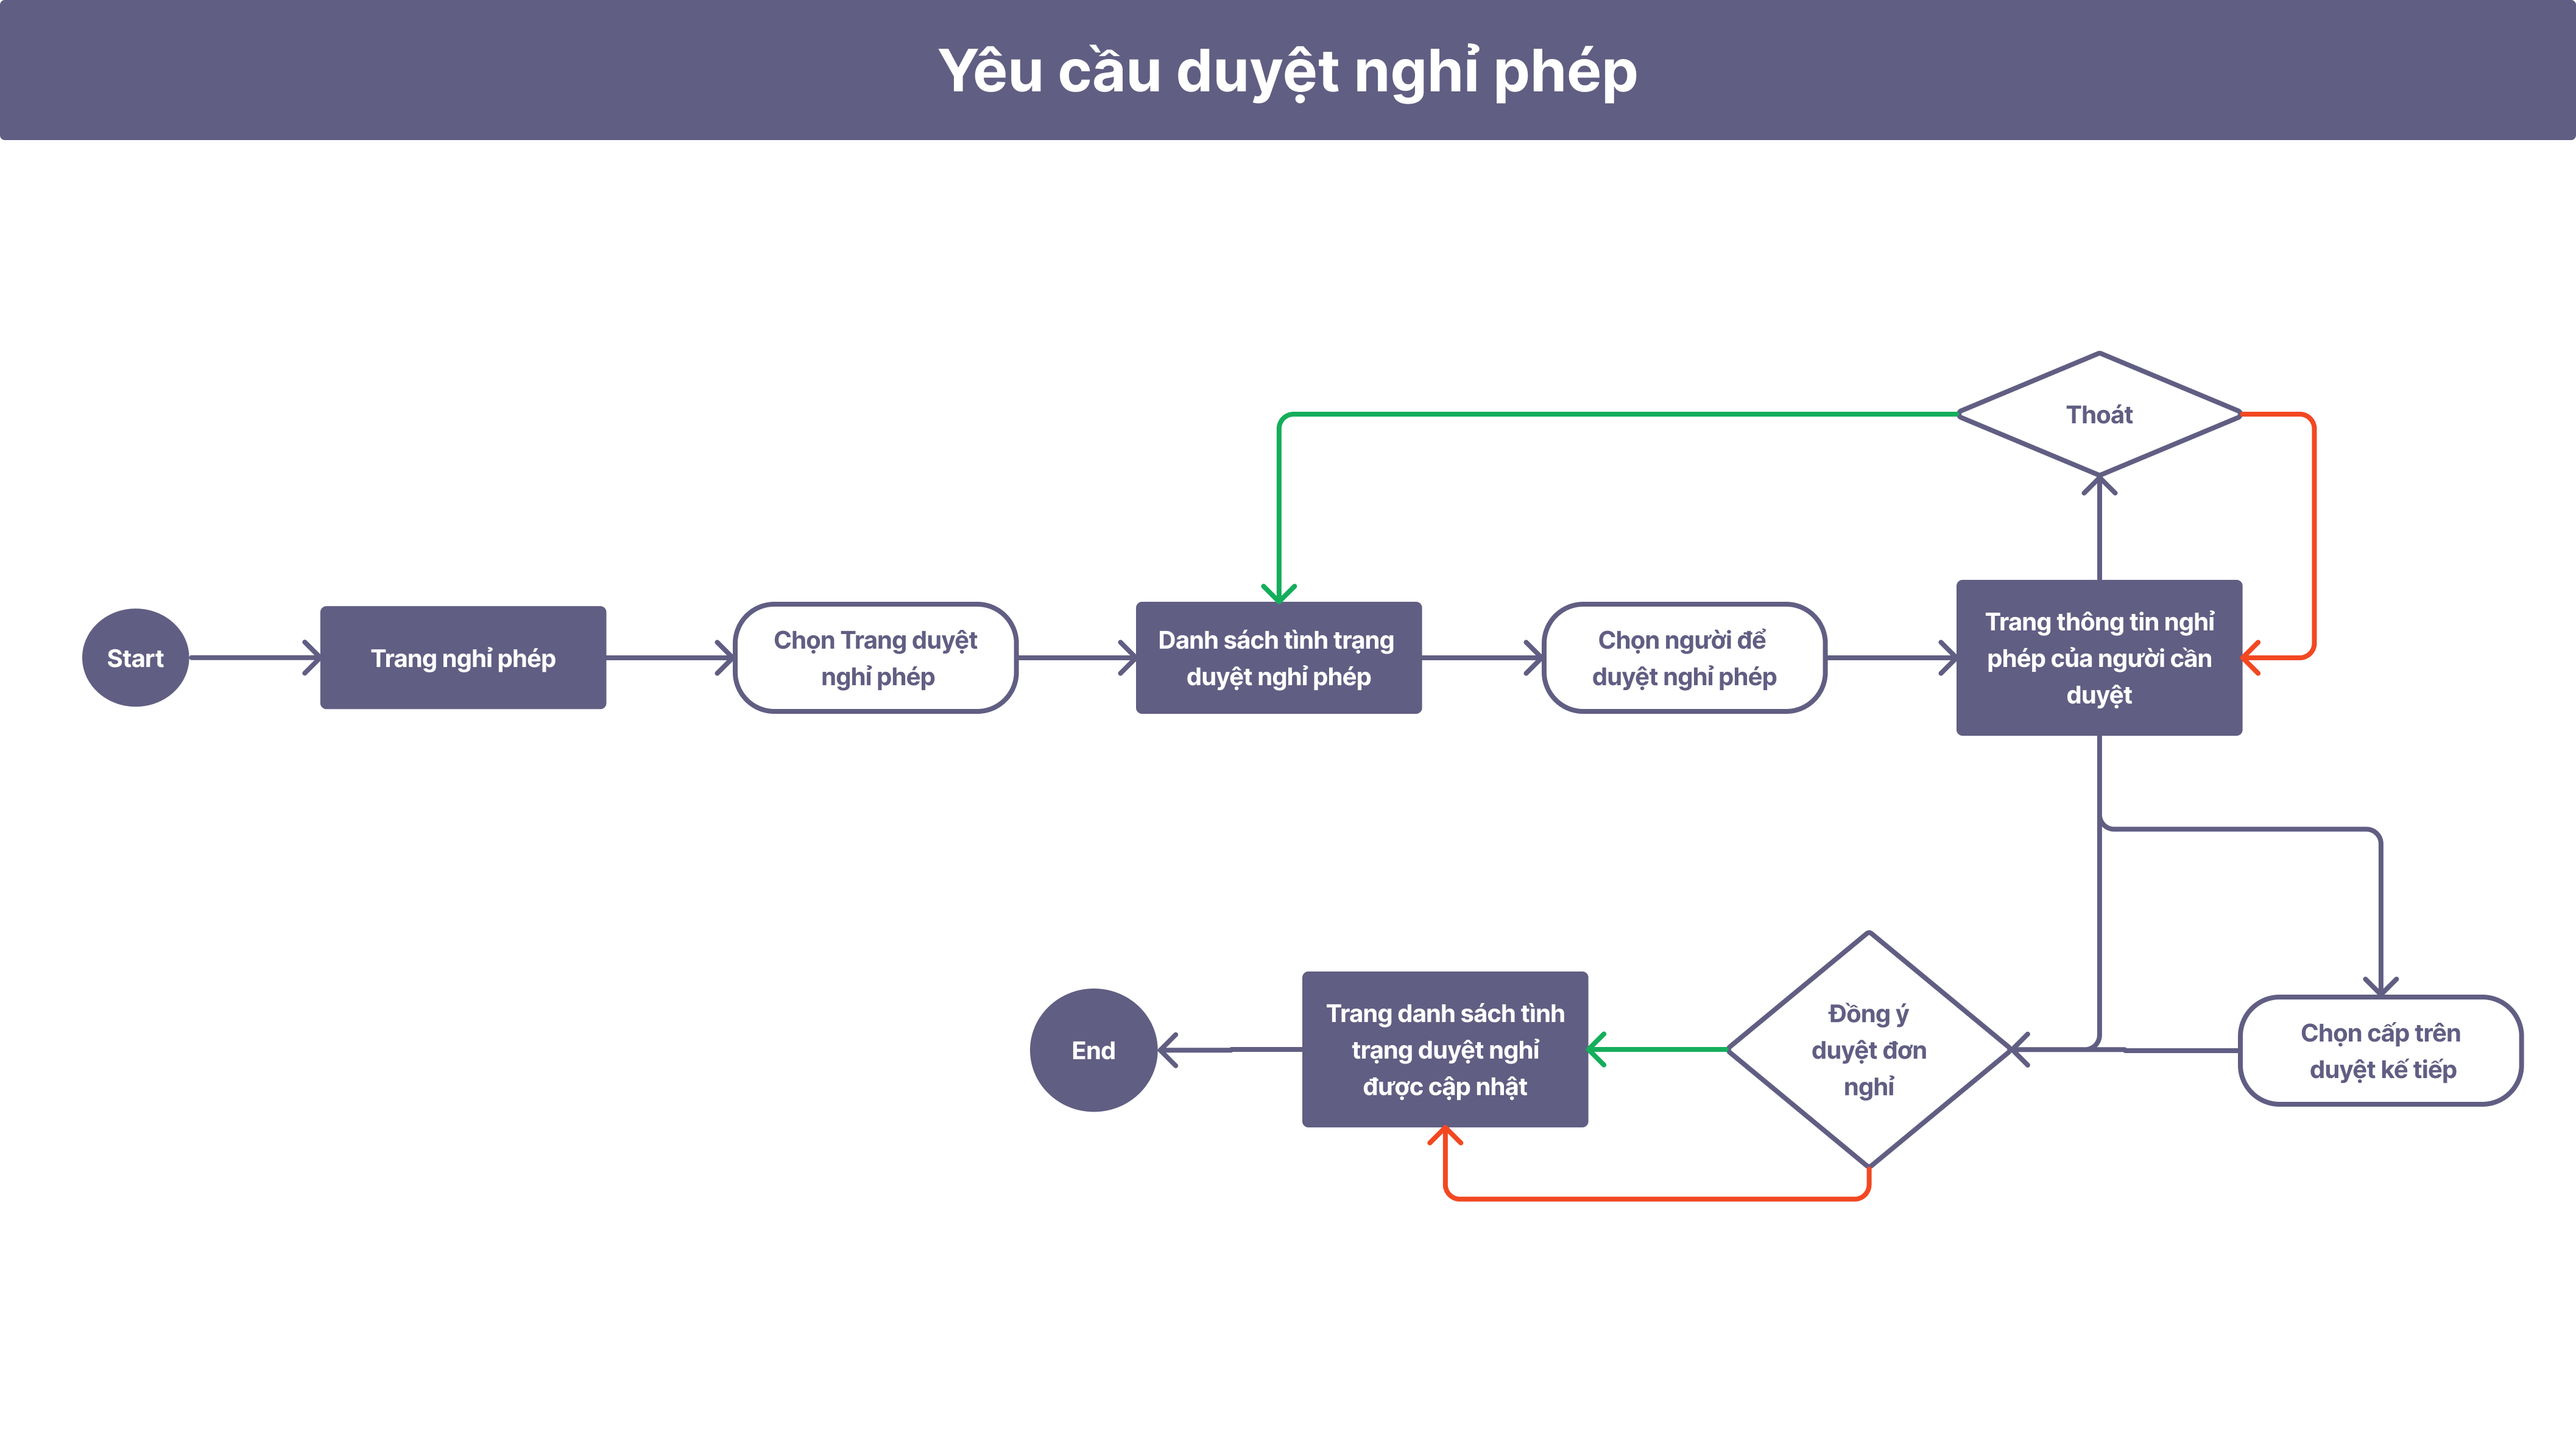 Yêu cầu duyệt nghỉ phép
Thoát
Start
Trang nghỉ phép
Chọn Trang duyệt
nghỉ phép
Danh sách tình trạng
duyệt nghỉ phép
Chọn người để
duyệt nghỉ phép
Trang thông tin nghỉ
phép của người cần
duyệt
End
Trang danh sách tình
trạng duyệt nghỉ
được cập nhật
Đồng ý
duyệt đơn
nghỉ
Chọn cấp trên
duyệt kế tiếp